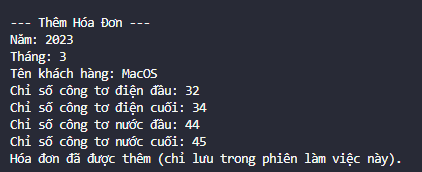 --- Thêm Hóa Đơn ---
Năm: 2023
Tháng: 3
Tên khách hàng: MacOS
Chỉ số công tơ điện đầu: 32
Chỉ số công tơ điện cuối: 34
Chỉ số công tơ nước đầu: 44
Chỉ số công tơ nước cuối: 45
Hóa đơn đã được thêm (chỉ lưu trong phiên làm việc này).